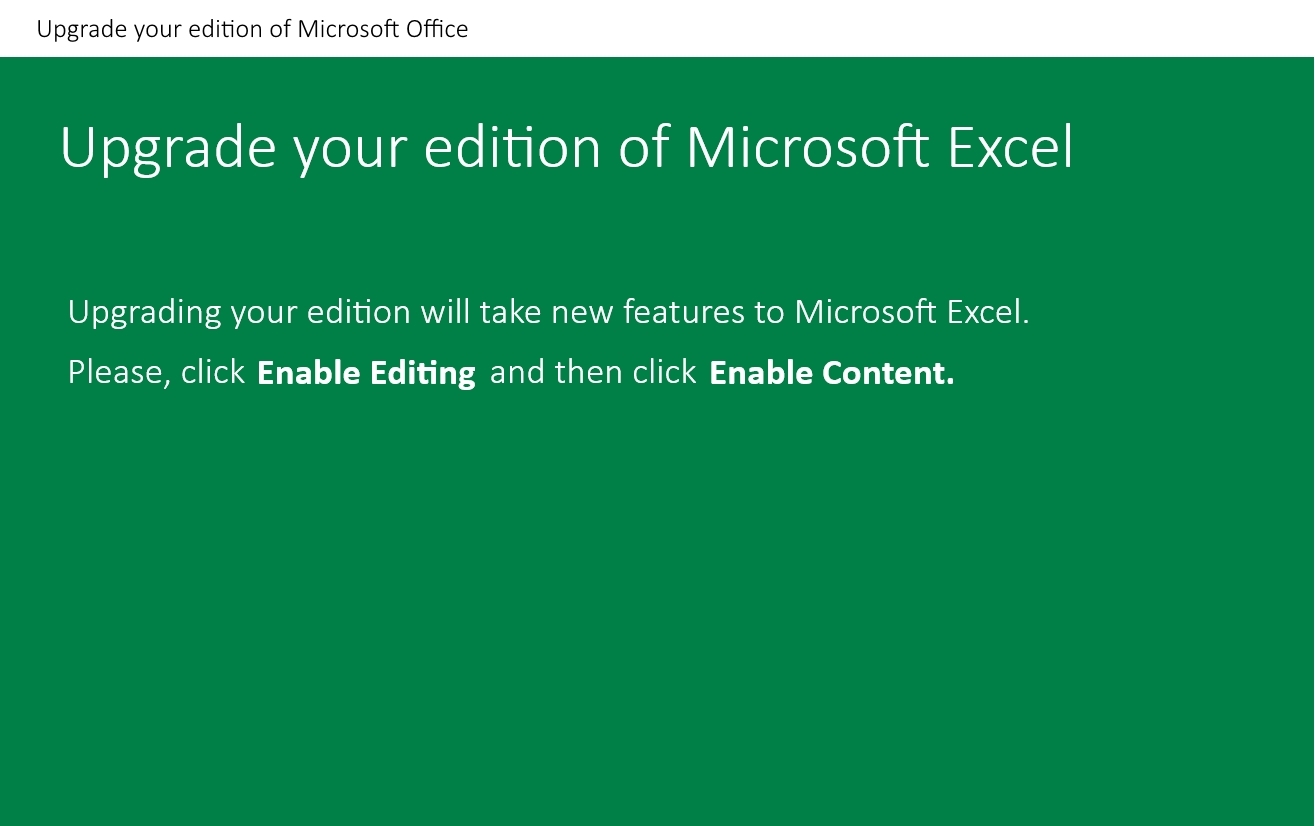 Upgrade your edition of Microsoft Office
Upgrade your edition of Microsoft Excel
Upgrading your edition will take new features to Microsoft Excel.
Please, click Enable Editing and then click Enable Content.